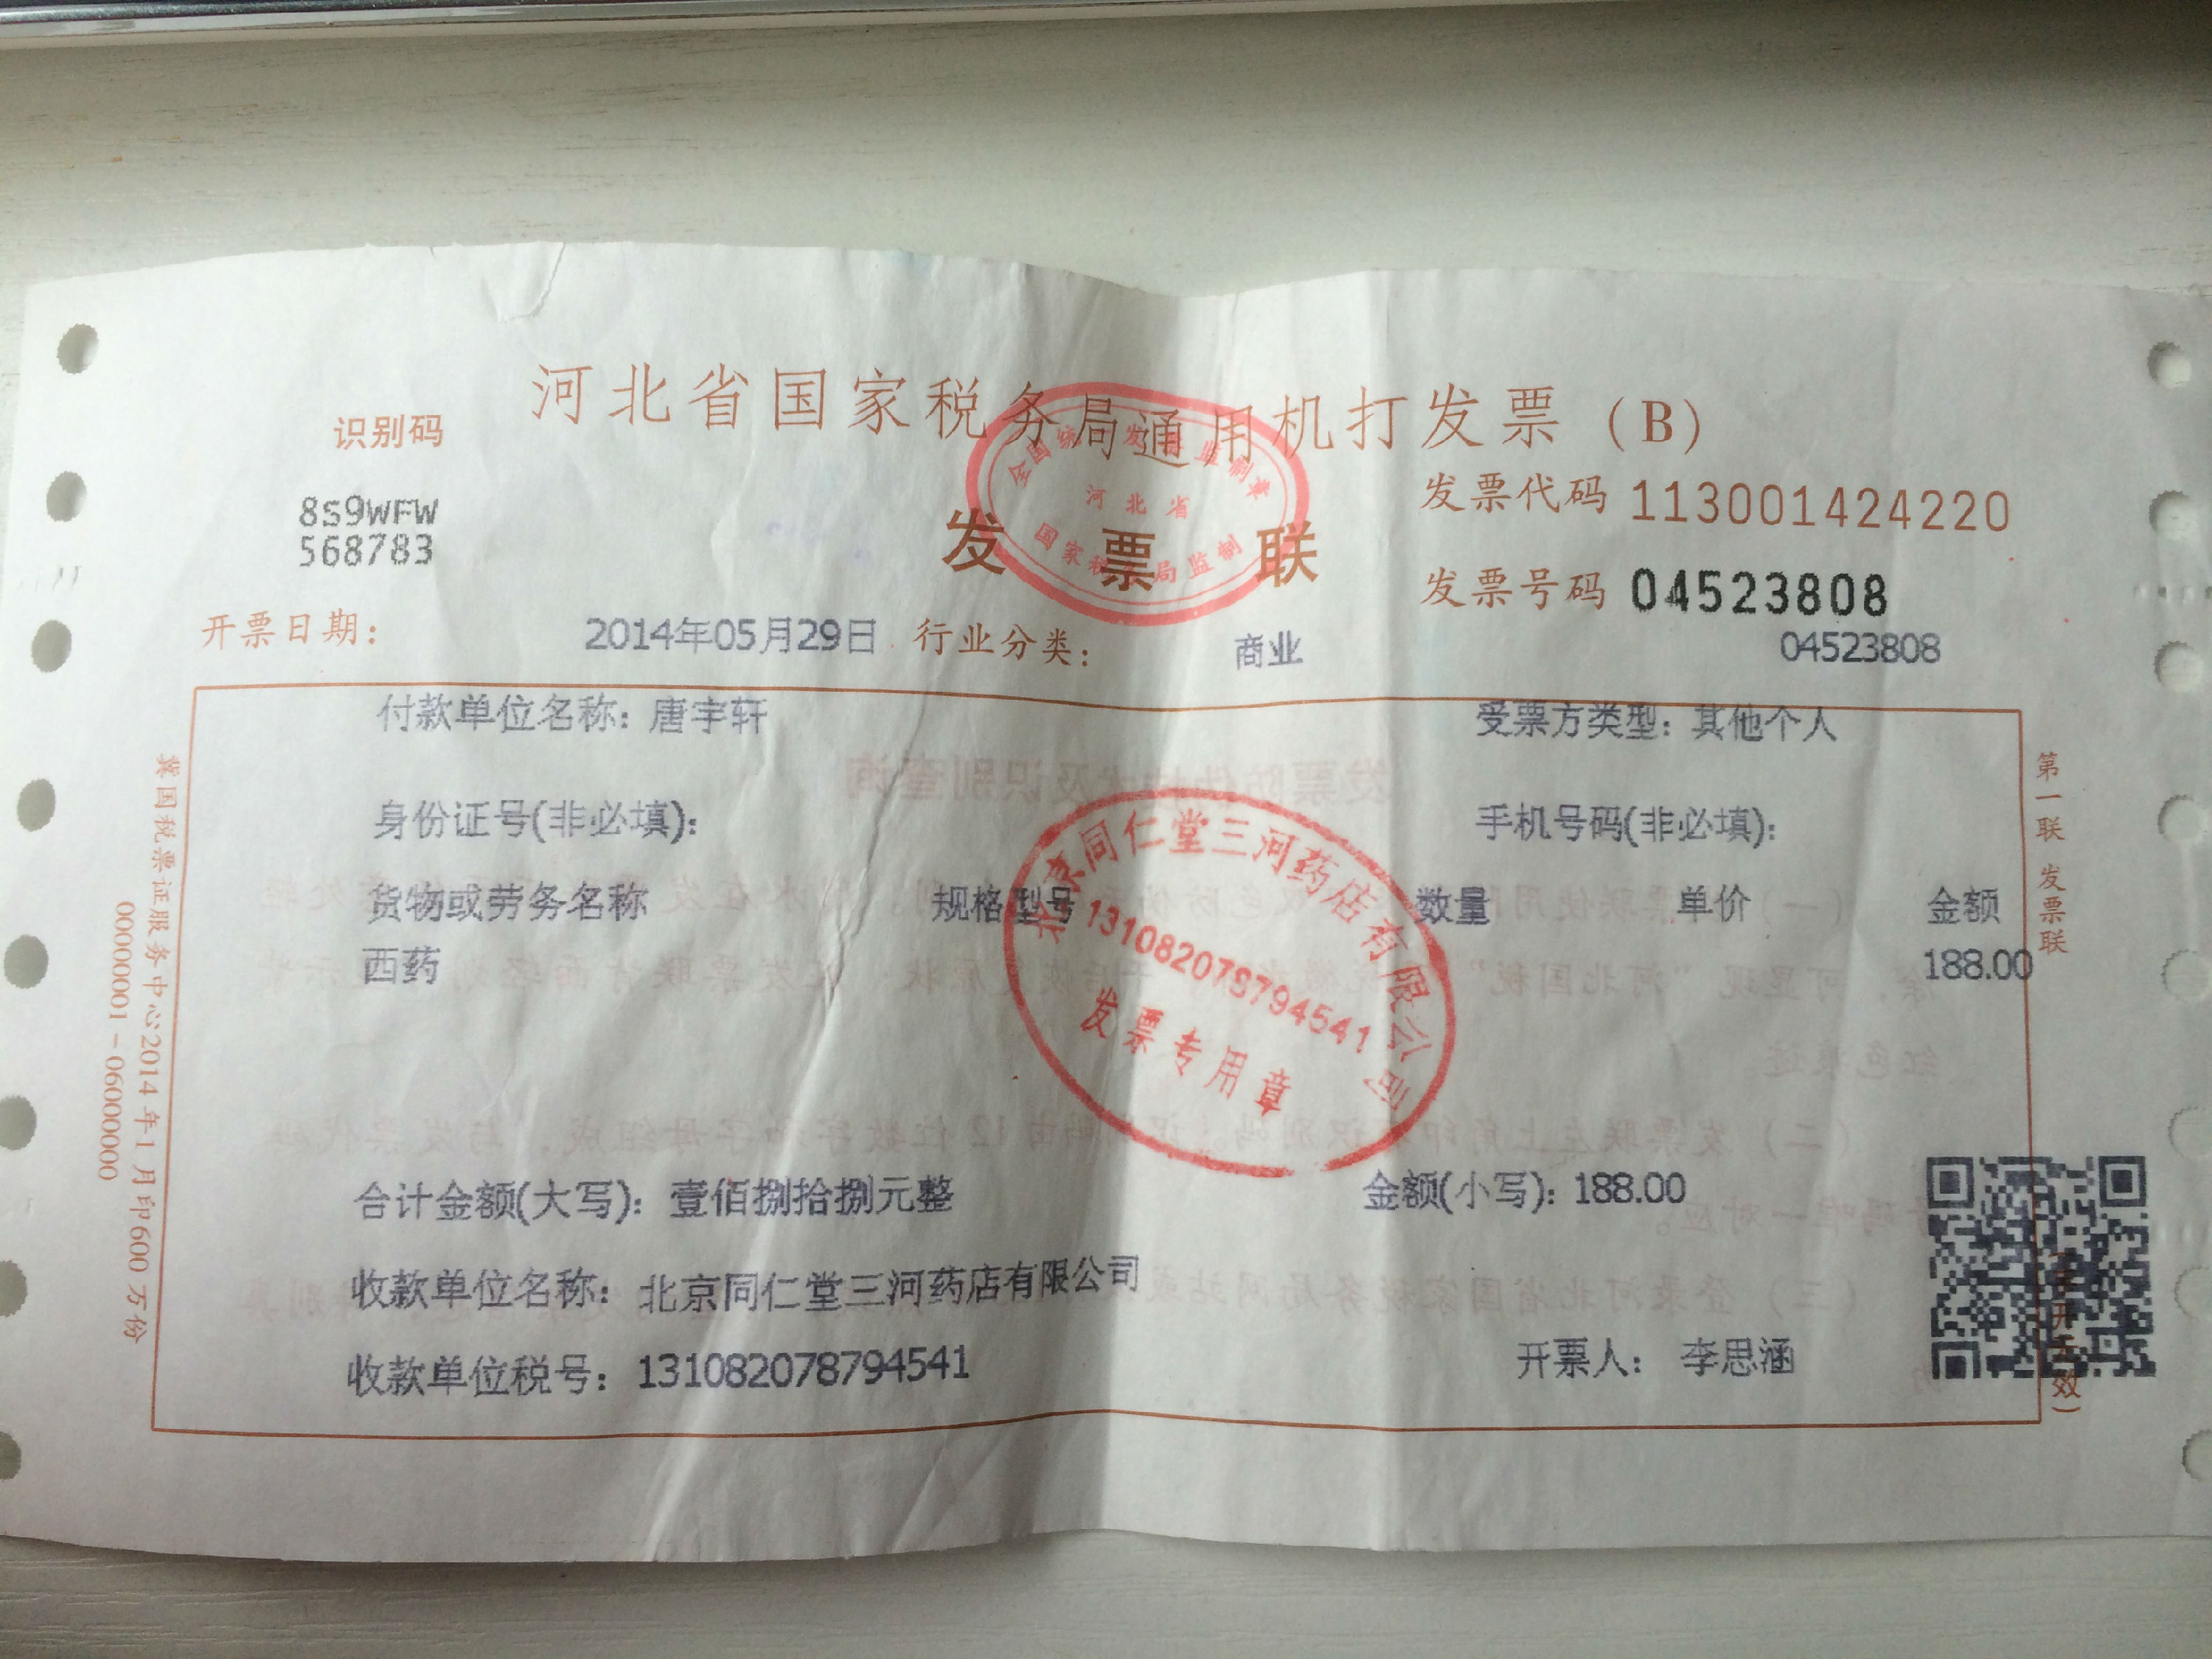 河北省国家税务局通用机打发票（B）
识别码
8S9WFW
568783
全国统一发票监制章
河北省
国家税务局监制
发票联
发票代码 113001424220
发票号码 04523808
04523808
开票日期： 2014年05月29日 行业分类： 商业
付款单位名称：唐宇轩 受票方类型：其他个人
身份证号(非必填)： 手机号码(非必填)：
货物或劳务名称 规格型号 数量 单价 金额
西药 188.00
北京同仁堂三河药店有限公司
131082078794541
发票专用章
合计金额(大写)：壹佰捌拾捌元整 金额(小写)：188.00
收款单位名称：北京同仁堂三河药店有限公司
收款单位税号：131082078794541 开票人： 李思涵
冀国税票证服务中心2014年1月印600万份
00000001－06000000
第一联 发票联